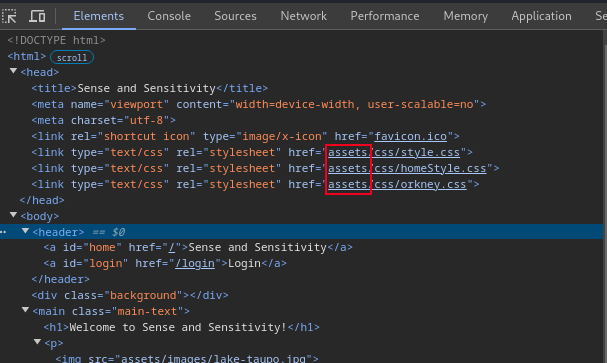 Elements Console Sources Network Performance Memory Application Se
<!DOCTYPE html>
<html> scroll
<head>
<title>Sense and Sensitivity</title>
<meta name="viewport" content="width=device-width, user-scalable=no">
<meta charset="utf-8">
<link rel="shortcut icon" type="image/x-icon" href="favicon.ico">
<link type="text/css" rel="stylesheet" href="assets/css/style.css">
<link type="text/css" rel="stylesheet" href="assets/css/homeStyle.css">
<link type="text/css" rel="stylesheet" href="assets/css/orkney.css">
</head>
<body>
<header> == $0
<a id="home" href="/">Sense and Sensitivity</a>
<a id="login" href="/login">Login</a>
</header>
<div class="background"></div>
<main class="main-text">
<h1>Welcome to Sense and Sensitivity!</h1>
<p>
<img src="assets/images/lake-taupo.jpg">